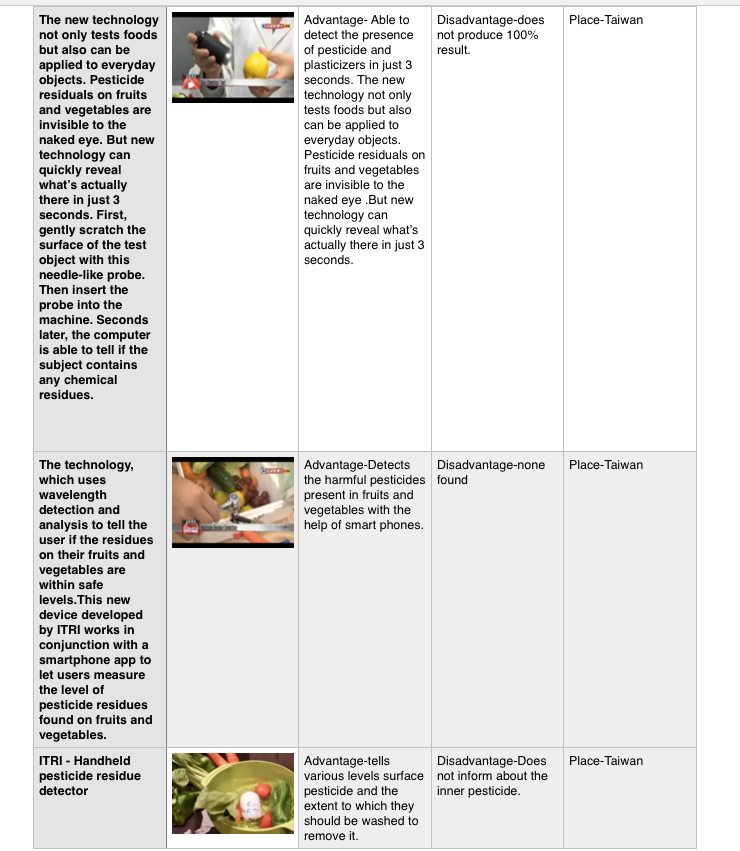 The new technology
not only tests foods
but also can be
applied to everyday
objects. Pesticide
residuals on fruits
and vegetables are
invisible to the
naked eye. But new
technology can
quickly reveal
what's actually
there in just 3
seconds. First,
gently scratch the
surface of the test
object with this
needle-like probe.
Then insert the
probe into the
machine. Seconds
later, the computer
is able to tell if the
subject contains
any chemical
residues.
Advantage- Able to
detect the presence
of pesticide and
plasticizers in just 3
seconds. The new
technology not only
tests foods but also
can be applied to
everyday objects.
Pesticide residuals on
fruits and vegetables
are invisible to the
naked eye .But new
technology can
quickly reveal what's
actually there in just 3
seconds.
Disadvantage-does
not produce 100%
result.
Place-Taiwan
The technology,
which uses
wavelength
detection and
analysis to tell the
user if the residues
on their fruits and
vegetables are
within safe
levels.This new
device developed
by ITRI works in
conjunction with a
smartphone app to
let users measure
the level of
pesticide residues
found on fruits and
vegetables.
Advantage-Detects
the harmful pesticides
present in fruits and
vegetables with the
help of smart phones.
Disadvantage-none
found
Place-Taiwan
ITRI - Handheld
pesticide residue
detector
Advantage-tells
various levels surface
pesticide and the
extent to which they
should be washed to
remove it.
Disadvantage-Does
not inform about the
inner pesticide.
Place-Taiwan